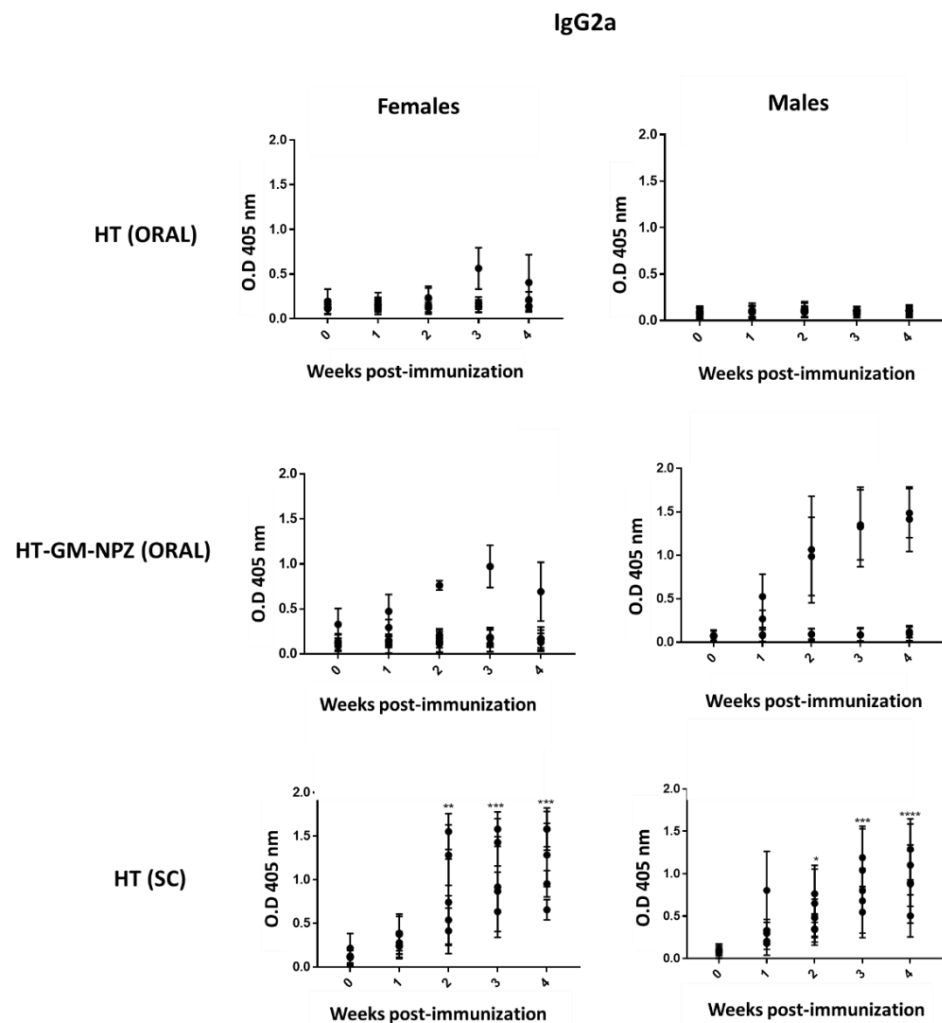 IgG2a
Females
Males
HT (ORAL)
O.D 405 nm
2.0
1.5
1.0
0.5
0.0
0 1 2 3 4
Weeks post-immunization
O.D 405 nm
2.0
1.5
1.0
0.5
0.0
0 1 2 3 4
Weeks post-immunization
HT-GM-NPZ (ORAL)
O.D 405 nm
2.0
1.5
1.0
0.5
0.0
0 1 2 3 4
Weeks post-immunization
O.D 405 nm
2.0
1.5
1.0
0.5
0.0
0 1 2 3 4
Weeks post-immunization
HT (SC)
O.D 405 nm
2.0
1.5
1.0
0.5
0.0
** *** ***
0 1 2 3 4
Weeks post-immunization
O.D 405 nm
2.0
1.5
1.0
0.5
0.0
* *** ****
0 1 2 3 4
Weeks post-immunization